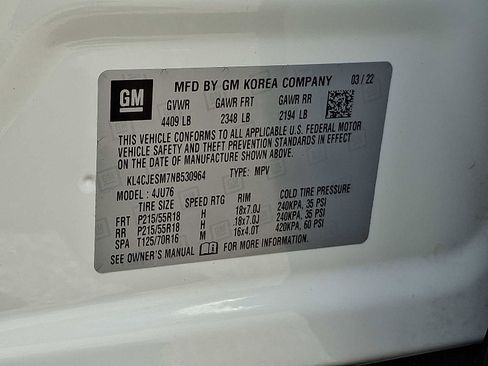 GM
MFD BY GM KOREA COMPANY 03/22
GVWR GAWR FRT GAWR RR
4409 LB 2348 LB 2194 LB
THIS VEHICLE CONFORMS TO ALL APPLICABLE U.S. FEDERAL MOTOR
VEHICLE SAFETY AND THEFT PREVENTION STANDARDS IN EFFECT
ON THE DATE OF MANUFACTURE SHOWN ABOVE.
KL4CJESM7NB530964 TYPE: MPV
MODEL: 4JU76
TIRE SIZE SPEED RTG RIM COLD TIRE PRESSURE
FRT P215/55R18 H 18x7.0J 240KPA, 35 PSI
RR P215/55R18 H 18x7.0J 240KPA, 35 PSI
SPA T125/70R16 M 16x4.0T 420KPA, 60 PSI
SEE OWNER'S MANUAL FOR MORE INFORMATION.